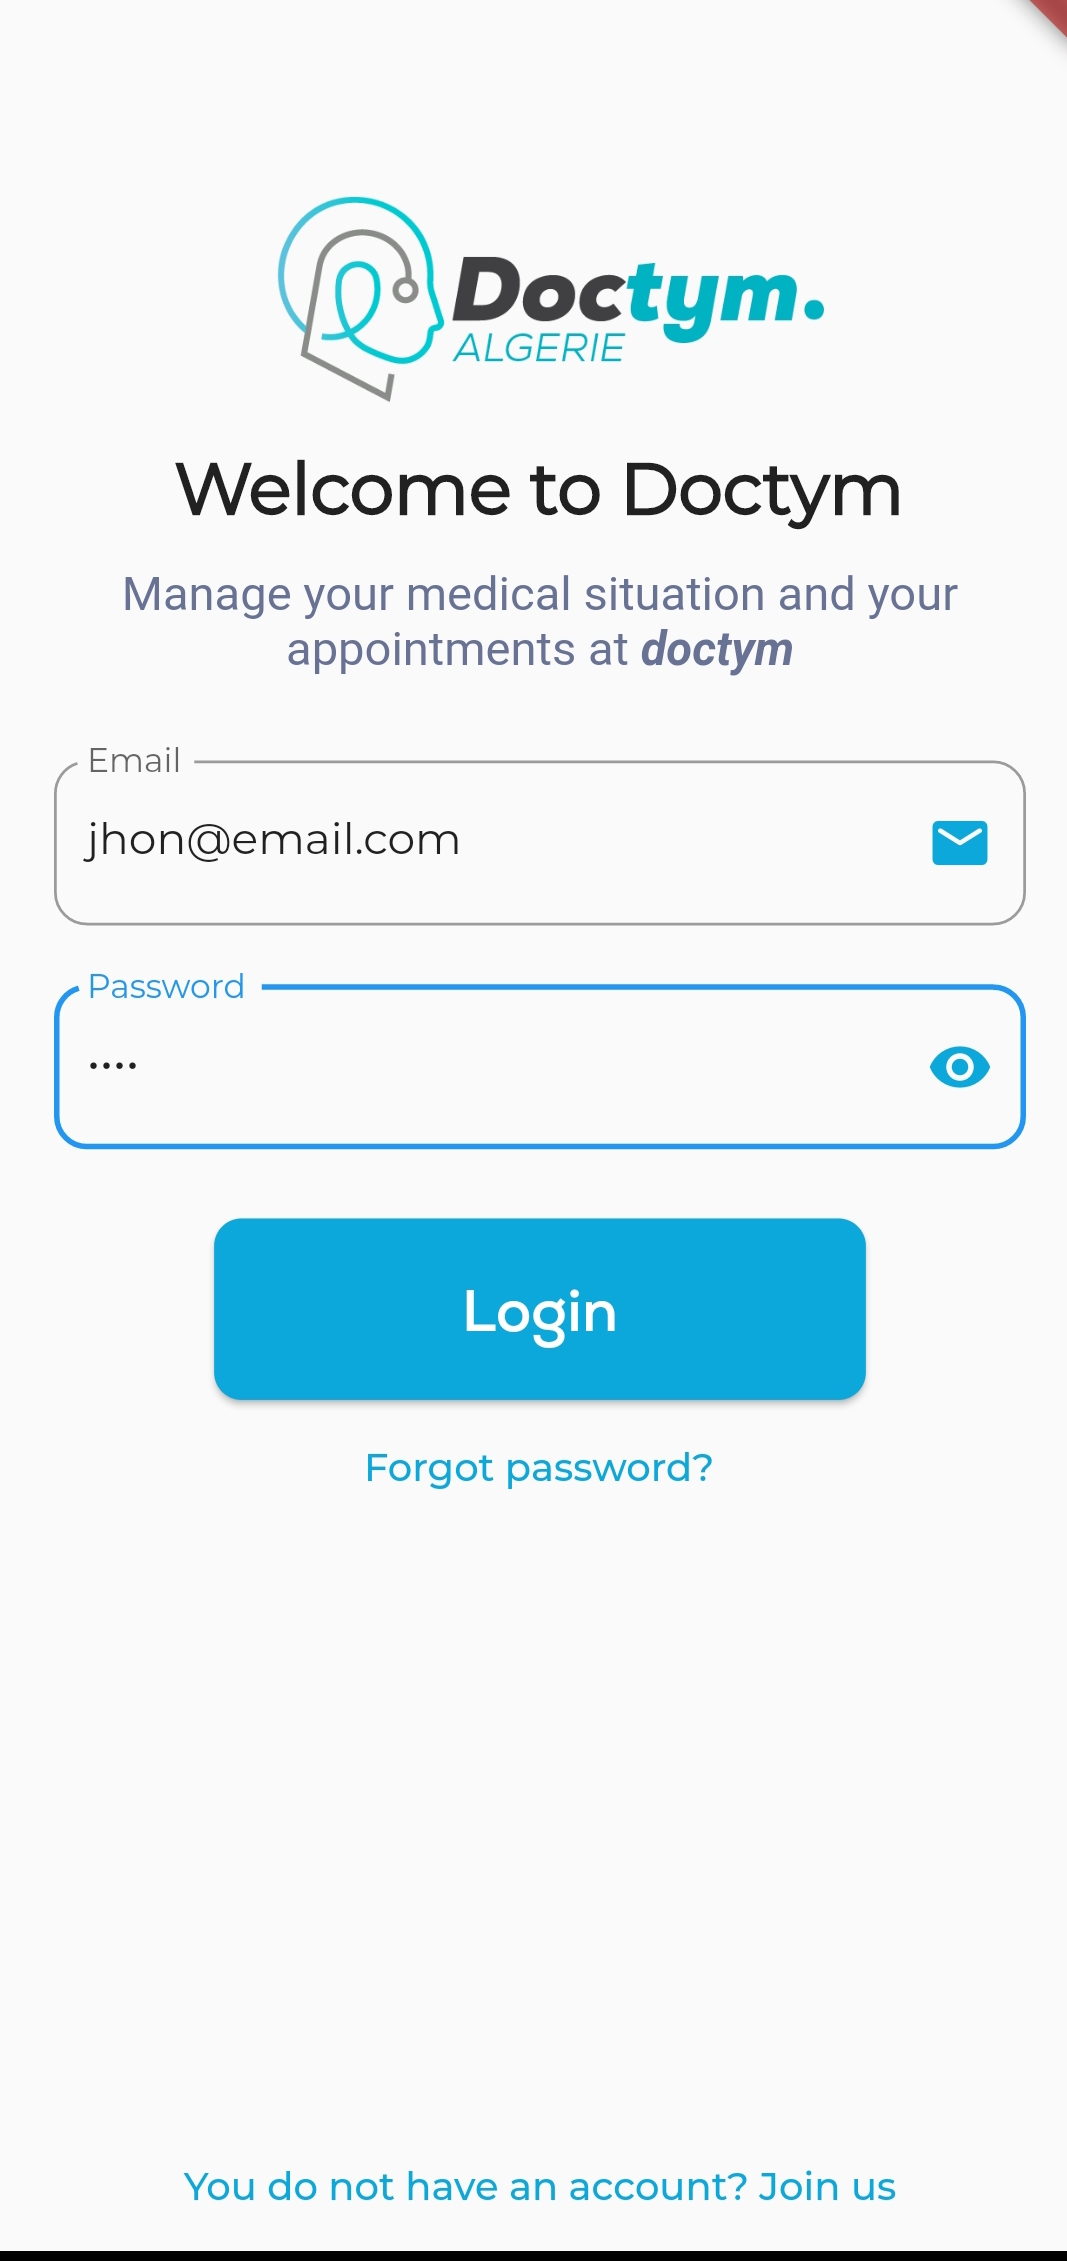 Doctym.
ALGERIE
Welcome to Doctym
Manage your medical situation and your
appointments at doctym
Email
jhon@email.com
Password
••••
Login
Forgot password?
You do not have an account? Join us